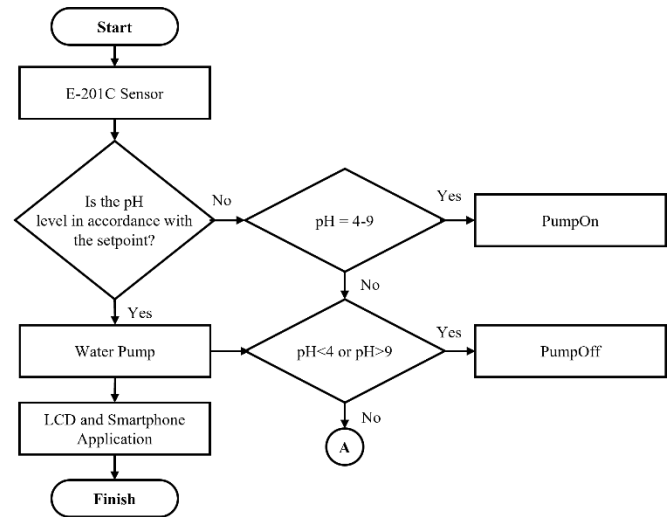 Start
E-201C Sensor
Is the pH
level in accordance with
the setpoint?
No
pH = 4-9
Yes
PumpOn
No
Yes
Water Pump
pH<4 or pH>9
Yes
PumpOff
LCD and Smartphone
Application
No
A
Finish